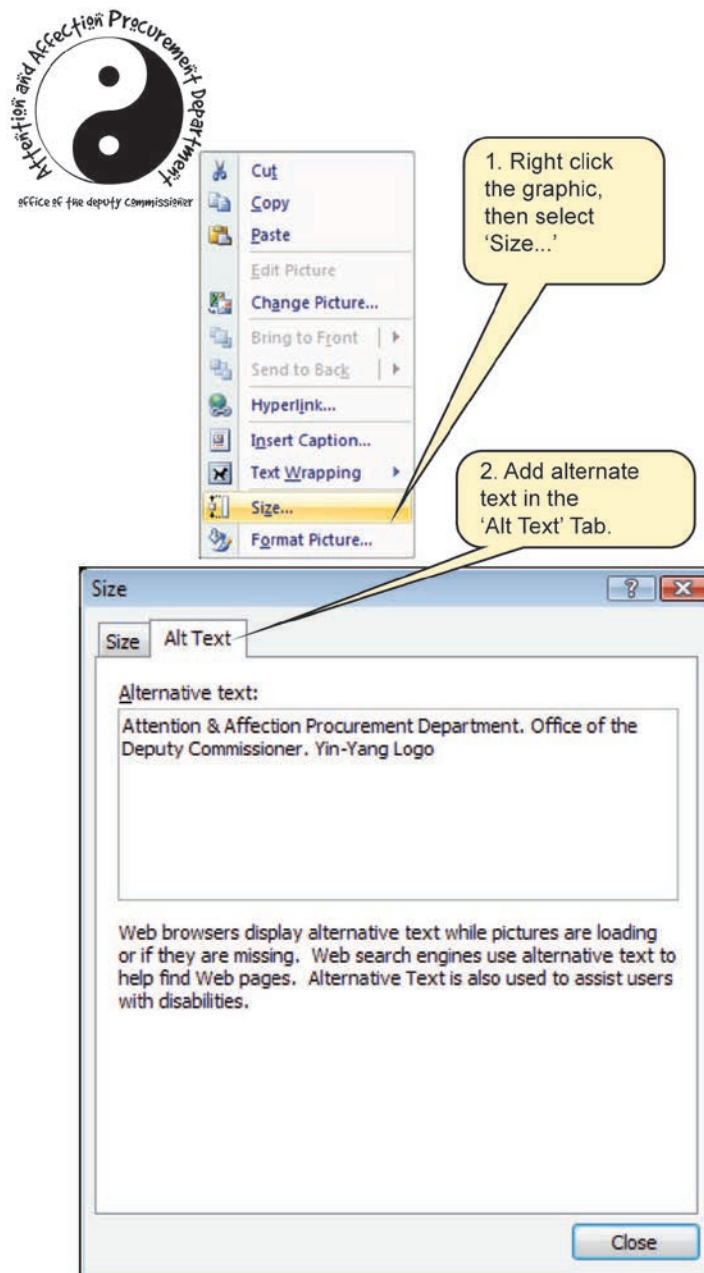 Attention and Affection Procurement Department
office of the deputy commissioner
Cut
Copy
Paste
Edit Picture
Change Picture...
Bring to Front
Send to Back
Hyperlink...
Insert Caption...
Text Wrapping
Size...
Format Picture...
1. Right click
the graphic,
then select
‘Size...’
2. Add alternate
text in the
‘Alt Text’ Tab.
Size
Size
Alt Text
Alternative text:
Attention & Affection Procurement Department. Office of the
Deputy Commissioner. Yin-Yang Logo
Web browsers display alternative text while pictures are loading
or if they are missing. Web search engines use alternative text to
help find Web pages. Alternative Text is also used to assist users
with disabilities.
Close